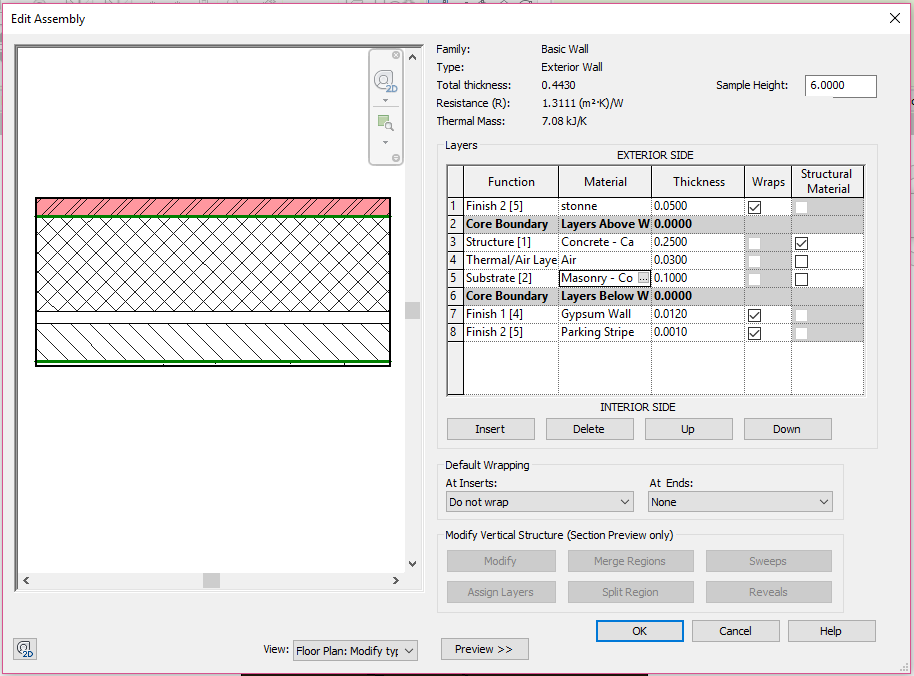 Edit Assembly
2D
Family: Basic Wall
Type: Exterior Wall
Total thickness: 0.4430 Sample Height: 6.0000
Resistance (R): 1.3111 (m²·K)/W
Thermal Mass: 7.08 kJ/K
Layers
EXTERIOR SIDE
Function Material Thickness Wraps Structural Material
1 Finish 2 [5] stonne 0.0500
2 Core Boundary Layers Above W 0.0000
3 Structure [1] Concrete - Ca 0.2500
4 Thermal/Air Laye Air 0.0300
5 Substrate [2] Masonry - Co ... 0.1000
6 Core Boundary Layers Below W 0.0000
7 Finish 1 [4] Gypsum Wall 0.0120
8 Finish 2 [5] Parking Stripe 0.0010
INTERIOR SIDE
Insert Delete Up Down
Default Wrapping
At Inserts: At Ends:
Do not wrap None
Modify Vertical Structure (Section Preview only)
Modify Merge Regions Sweeps
Assign Layers Split Region Reveals
OK Cancel Help
2D View: Floor Plan: Modify typ Preview >>